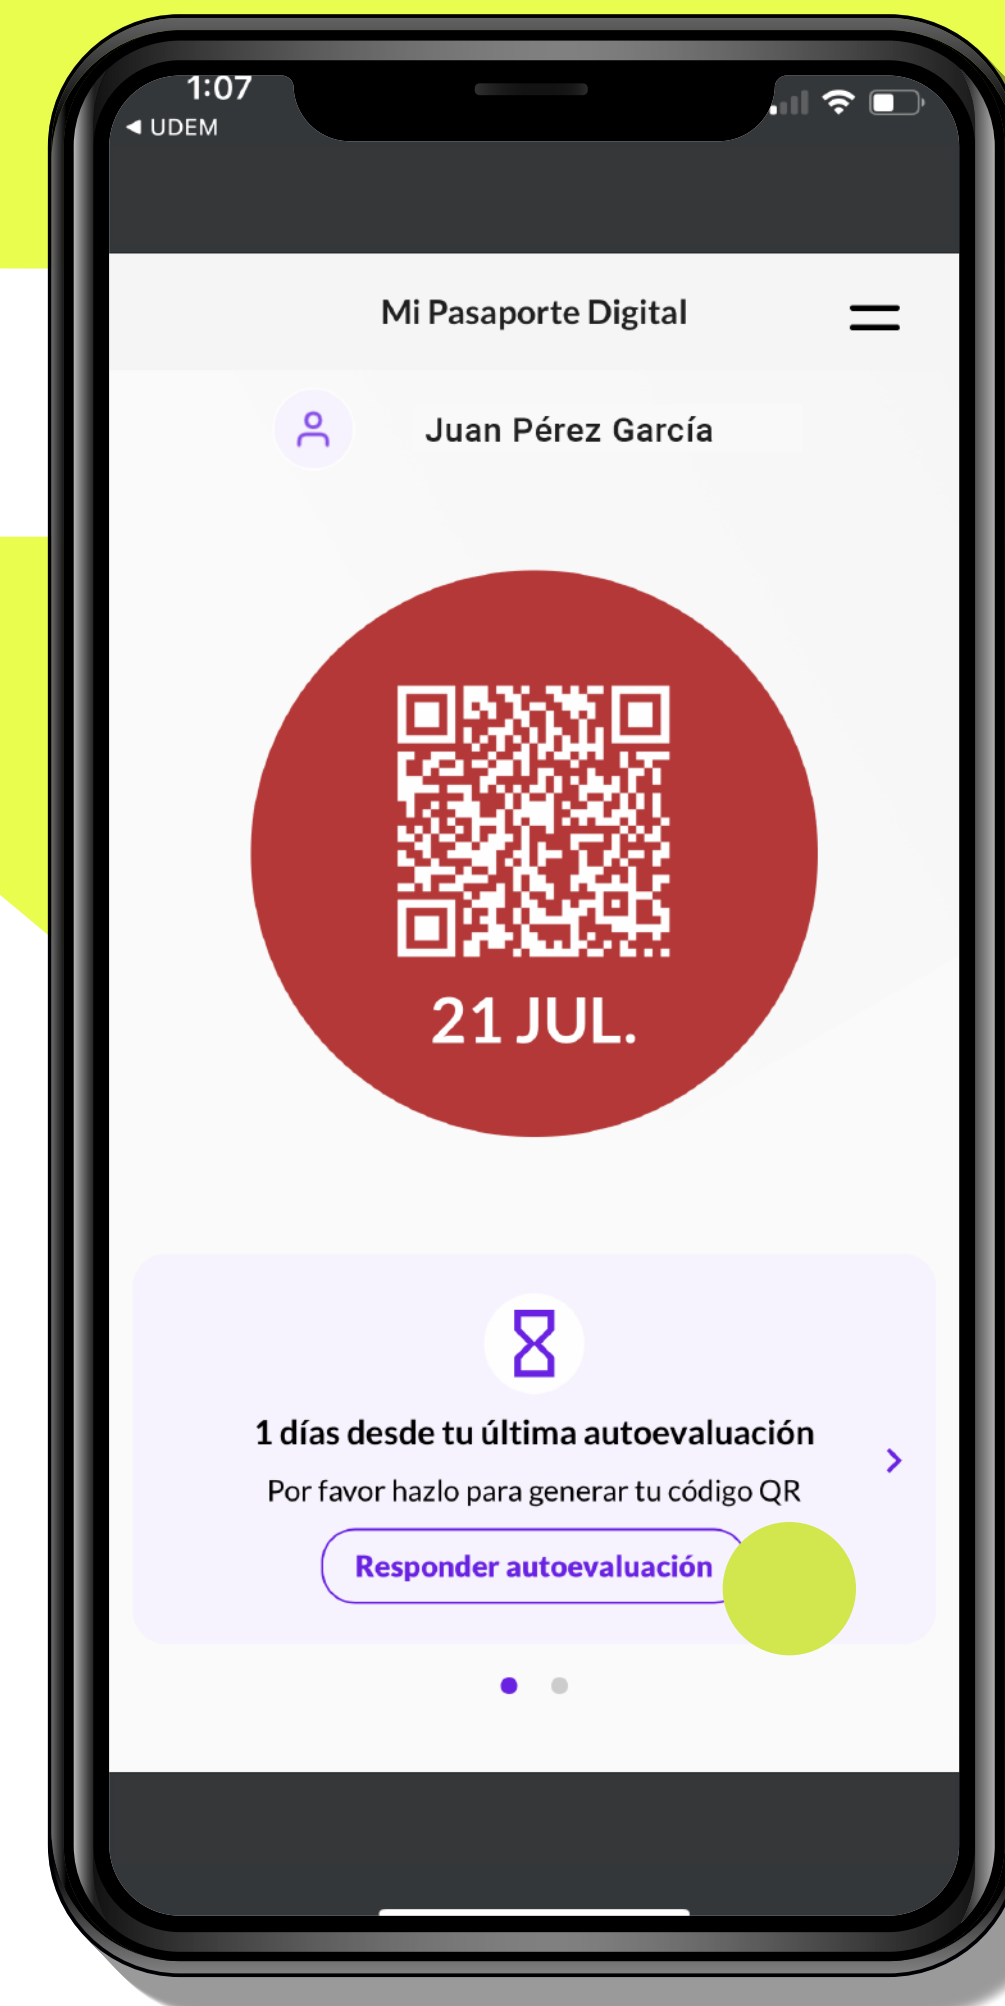 1:07
◀ UDEM
Mi Pasaporte Digital
Juan Pérez García
21 JUL.
1 días desde tu última autoevaluación
Por favor hazlo para generar tu código QR
Responder autoevaluación